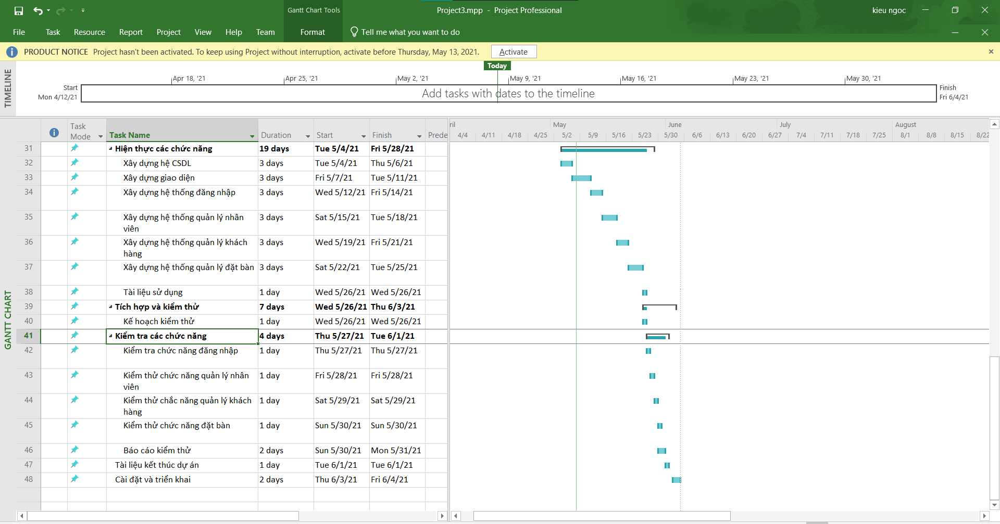 Gantt Chart Tools
Project3.mpp - Project Professional
kieu ngoc
File Task Resource Report Project View Help Team Format Tell me what you want to do
PRODUCT NOTICE Project hasn't been activated. To keep using Project without interruption, activate before Thursday, May 13, 2021. Activate
TIMELINE
Today
Apr 18, '21 Apr 25, '21 May 2, '21 May 9, '21 May 16, '21 May 23, '21 May 30, '21
Start
Mon 4/12/21
Add tasks with dates to the timeline
Finish
Fri 6/4/21
GANTT CHART
Task Mode Task Name Duration Start Finish Prede
ril May June July August
4/4 4/11 4/18 4/25 5/2 5/9 5/16 5/23 5/30 6/6 6/13 6/20 6/27 7/4 7/11 7/18 7/25 8/1 8/8 8/15 8/22
31 Hiện thực các chức năng 19 days Tue 5/4/21 Fri 5/28/21
32 Xây dựng hệ CSDL 3 days Tue 5/4/21 Thu 5/6/21
33 Xây dựng giao diện 3 days Fri 5/7/21 Tue 5/11/21
34 Xây dựng hệ thống đăng nhập 3 days Wed 5/12/21 Fri 5/14/21
35 Xây dựng hệ thống quản lý nhân viên 3 days Sat 5/15/21 Tue 5/18/21
36 Xây dựng hệ thống quản lý khách hàng 3 days Wed 5/19/21 Fri 5/21/21
37 Xây dựng hệ thống quản lý đặt bàn 3 days Sat 5/22/21 Tue 5/25/21
38 Tài liệu sử dụng 1 day Wed 5/26/21 Wed 5/26/21
39 Tích hợp và kiểm thử 7 days Wed 5/26/21 Thu 6/3/21
40 Kế hoạch kiểm thử 1 day Wed 5/26/21 Wed 5/26/21
41 Kiểm tra các chức năng 4 days Thu 5/27/21 Tue 6/1/21
42 Kiểm tra chức năng đăng nhập 1 day Thu 5/27/21 Thu 5/27/21
43 Kiểm thử chức năng quản lý nhân viên 1 day Fri 5/28/21 Fri 5/28/21
44 Kiểm thử chắc năng quản lý khách hàng 1 day Sat 5/29/21 Sat 5/29/21
45 Kiểm thử chức năng đặt bàn 1 day Sun 5/30/21 Sun 5/30/21
46 Báo cáo kiểm thử 2 days Sun 5/30/21 Mon 5/31/21
47 Tài liệu kết thúc dự án 1 day Tue 6/1/21 Tue 6/1/21
48 Cài đặt và triển khai 2 days Thu 6/3/21 Fri 6/4/21